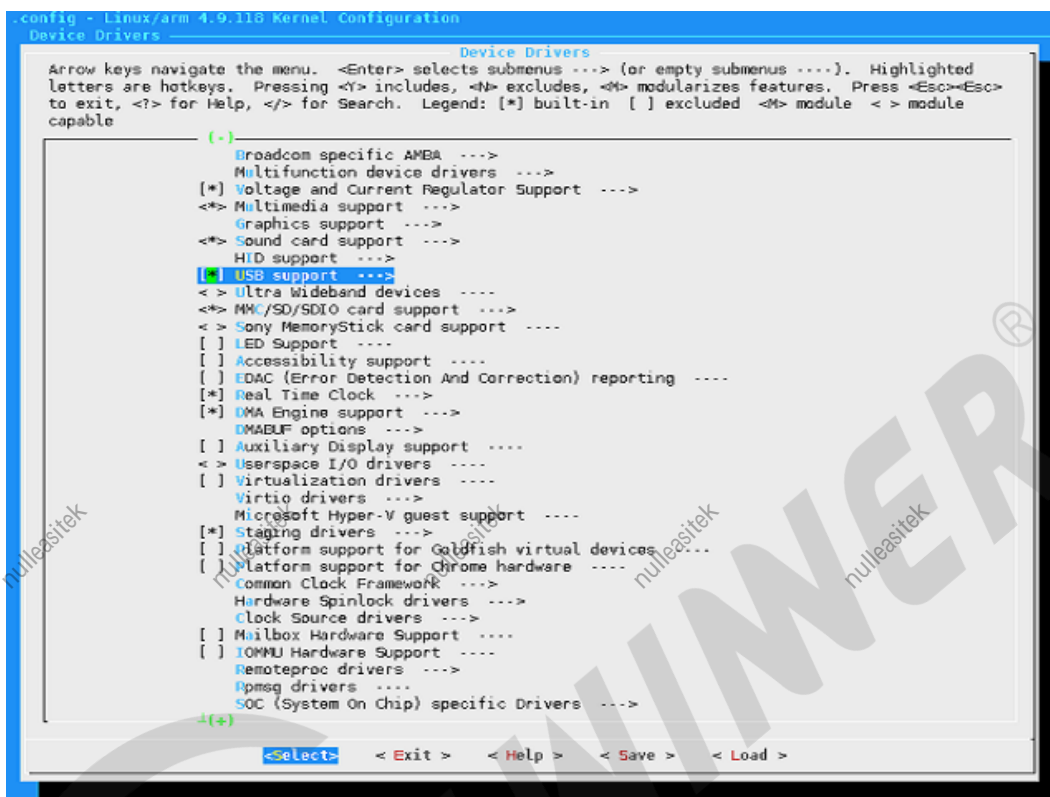 .config - Linux/arm 4.9.118 Kernel Configuration
Device Drivers
Device Drivers
Arrow keys navigate the menu.  <Enter> selects submenus ---> (or empty submenus ----).  Highlighted
letters are hotkeys.  Pressing <Y> includes, <N> excludes, <M> modularizes features.  Press <Esc><Esc>
to exit, <?> for Help, </> for Search.  Legend: [*] built-in  [ ] excluded  <M> module  < > module
capable
(-)
Broadcom specific AMBA  --->
Multifunction device drivers  --->
[*] Voltage and Current Regulator Support  --->
<*> Multimedia support  --->
Graphics support  --->
<*> Sound card support  --->
HID support  --->
[*] USB support  --->
< > Ultra Wideband devices  ----
<*> MMC/SD/SDIO card support  --->
< > Sony MemoryStick card support  ----
[ ] LED Support  ----
[ ] Accessibility support  ----
[ ] EDAC (Error Detection And Correction) reporting  ----
[*] Real Time Clock  --->
[*] DMA Engine support  --->
DMABUF options  --->
[ ] Auxiliary Display support  ----
< > Userspace I/O drivers  ----
[ ] Virtualization drivers  ----
Virtio drivers  --->
Microsoft Hyper-V guest support  ----
[*] Staging drivers  --->
[ ] Platform support for Goldfish virtual devices  ----
[ ] Platform support for Chrome hardware  ----
Common Clock Framework  --->
Hardware Spinlock drivers  --->
Clock Source drivers  --->
[ ] Mailbox Hardware Support  ----
[ ] IOMMU Hardware Support  ----
Remoteproc drivers  --->
Rpmsg drivers  ----
SOC (System On Chip) specific Drivers  --->
(+)
<Select>    < Exit >    < Help >    < Save >    < Load >
nulleasitek nulleasitek nulleasitek nulleasitek nulleasitek
WINNER®